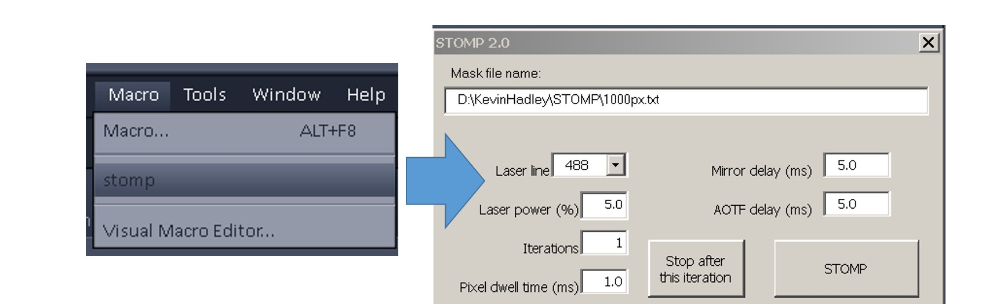 Macro Tools Window Help
Macro... ALT+F8
stomp
Visual Macro Editor...
STOMP 2.0
Mask file name:
D:\KevinHadley\STOMP\1000px.txt
Laser line 488
Mirror delay (ms) 5.0
Laser power (%) 5.0
AOTF delay (ms) 5.0
Iterations 1
Pixel dwell time (ms) 1.0
Stop after
this iteration
STOMP